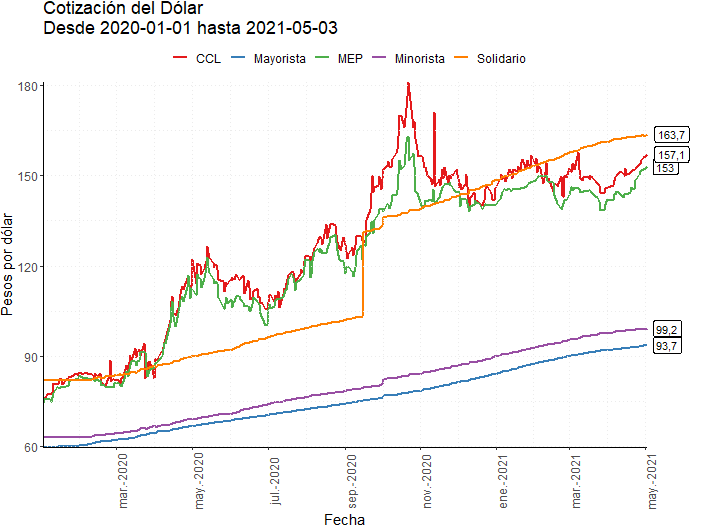 Cotización del Dólar
Desde 2020-01-01 hasta 2021-05-03
CCL Mayorista MEP Minorista Solidario
Pesos por dólar
180
150
120
90
60
163,7
157,1
153
99,2
93,7
mar.-2020
may.-2020
jul.-2020
sep.-2020
nov.-2020
ene.-2021
mar.-2021
may.-2021
Fecha